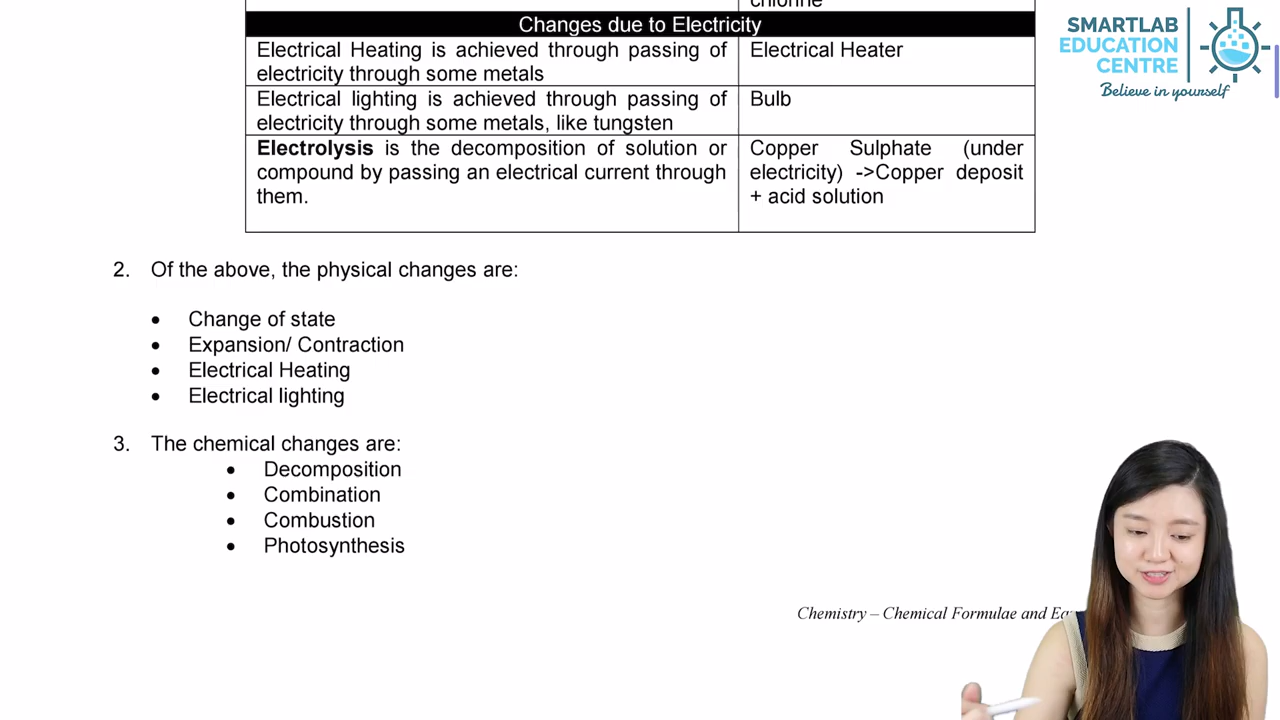 chlorine
Changes due to Electricity
Electrical Heating is achieved through passing of
electricity through some metals
Electrical Heater
Electrical lighting is achieved through passing of
electricity through some metals, like tungsten
Bulb
Electrolysis is the decomposition of solution or
compound by passing an electrical current through
them.
Copper Sulphate (under
electricity) ->Copper deposit
+ acid solution
SMARTLAB
EDUCATION
CENTRE
Believe in yourself
2. Of the above, the physical changes are:
• Change of state
• Expansion/ Contraction
• Electrical Heating
• Electrical lighting
3. The chemical changes are:
• Decomposition
• Combination
• Combustion
• Photosynthesis
Chemistry – Chemical Formulae and